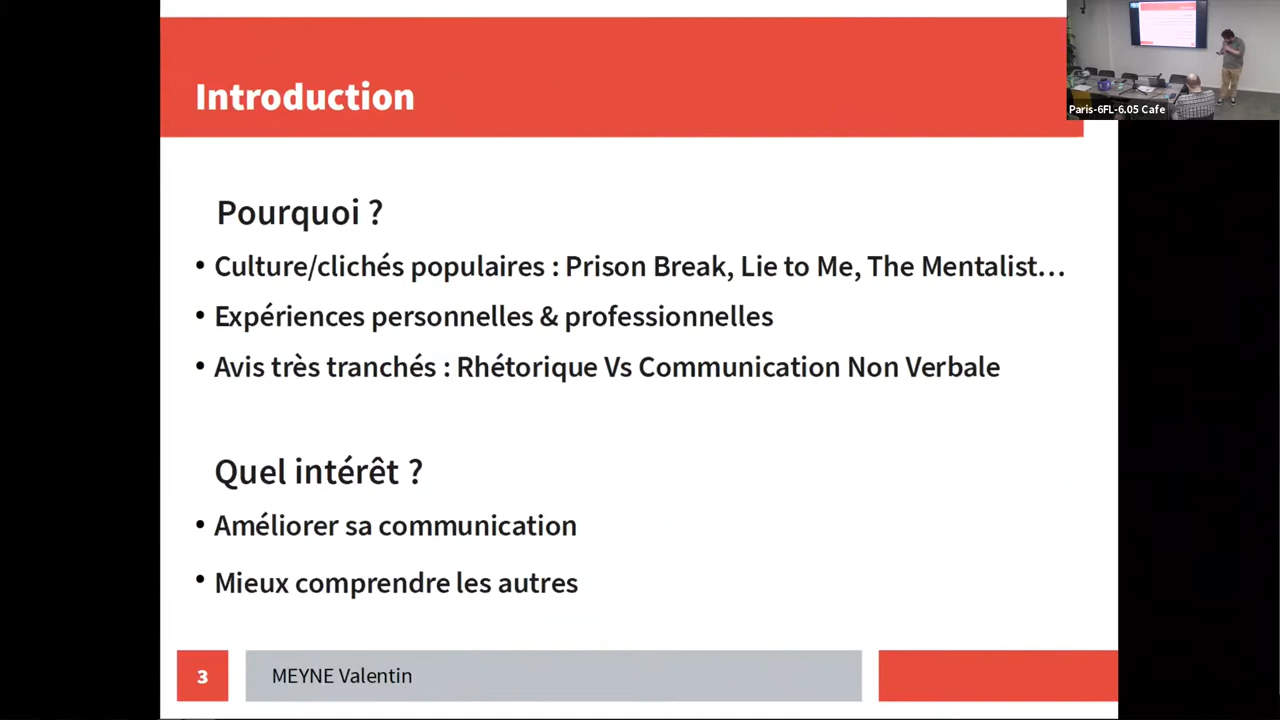 Introduction
Paris-6FL-6.05 Cafe
Pourquoi ?
• Culture/clichés populaires : Prison Break, Lie to Me, The Mentalist…
• Expériences personnelles & professionnelles
• Avis très tranchés : Rhétorique Vs Communication Non Verbale
Quel intérêt ?
• Améliorer sa communication
• Mieux comprendre les autres
3
MEYNE Valentin